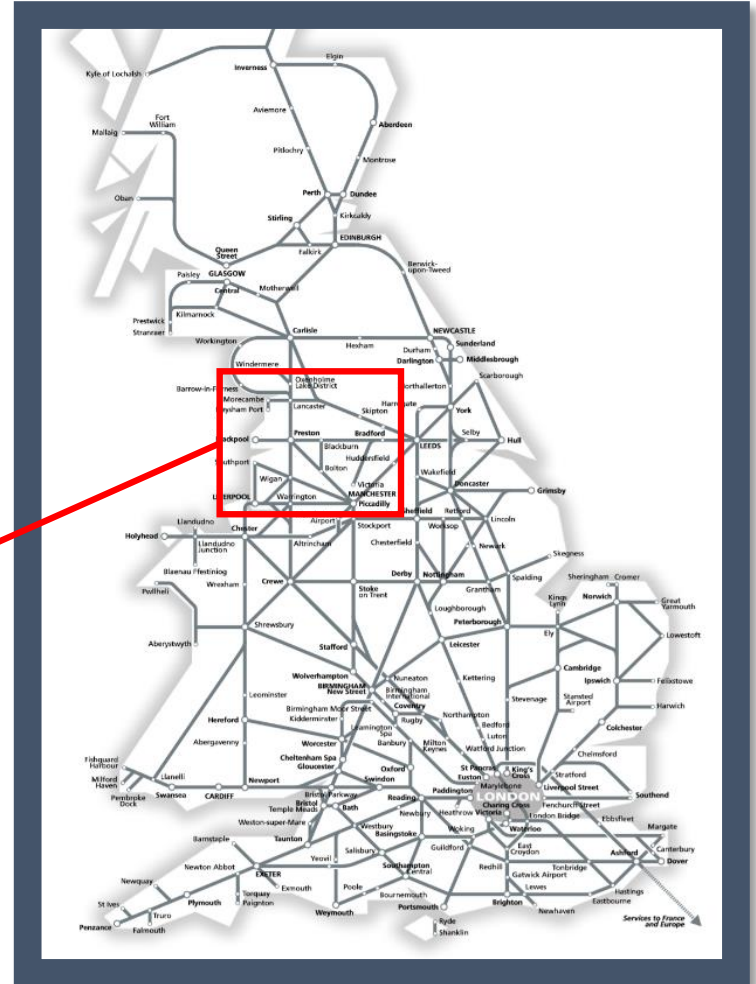 Elgin
Inverness
Kyle of Lochalsh
Aviemore
Fort
William
Mallaig
Aberdeen
Pitlochry
Montrose
Perth
Dundee
Oban
Stirling
Kirkcaldy
EDINBURGH
Queen
Street
Falkirk
Berwick-
upon-Tweed
Paisley
GLASGOW
Central
Motherwell
Prestwick
Kilmarnock
Stranraer
Carlisle
NEWCASTLE
Workington
Hexham
Sunderland
Durham
Darlington
Middlesbrough
Windermere
Scarborough
Oxenholme
Lake District
Barrow-in-
Morecambe
Lancaster
Skipton
York
Preston
Bradford
Selby
Hull
Blackburn
LEEDS
Huddersfield
Bolton
Wakefield
Wigan
Victoria
Doncaster
Grimsby
MANCHESTER
Piccadilly
Warrington
Airport
Stockport
Retford
Worksop
Lincoln
Llandudno
Chester
Holyhead
Llandudno
Junction
Altrincham
Chesterfield
Newark
Skegness
Blaenau Ffestiniog
Pwllheli
Wrexham
Crewe
Stoke
on Trent
Derby
Nottingham
Grantham
Spalding
Sheringham
Cromer
Kings
Lynn
Norwich
Great
Yarmouth
Loughborough
Peterborough
Ely
Lowestoft
Shrewsbury
Aberystwyth
Stafford
Leicester
Wolverhampton
Nuneaton
Kettering
Cambridge
BIRMINGHAM
New Street
Birmingham
International
Ipswich
Felixstowe
Leominster
Birmingham Moor Street
Coventry
Stevenage
Stansted
Airport
Harwich
Kidderminster
Rugby
Northampton
Hereford
Leamington
Spa
Bedford
Colchester
Abergavenny
Worcester
Banbury
Milton
Keynes
Luton
Watford Junction
Chelmsford
Cheltenham Spa
Gloucester
Oxford
St Pancras
King's
Cross
Stratford
Fishguard
Harbour
Llanelli
Swindon
Euston
Marylebone
Liverpool Street
Milford
Haven
Newport
Paddington
LONDON
Southend
Pembroke
Dock
Swansea
CARDIFF
Bristol Parkway
Bristol
Temple Meads
Bath
Reading
Newbury
Heathrow
Victoria
Charing Cross
Fenchurch Street
London Bridge
Ebbsfleet
Weston-super-Mare
Westbury
Basingstoke
Woking
Waterloo
Margate
Barnstaple
Taunton
Salisbury
Guildford
East
Croydon
Canterbury
Ashford
Dover
Newton Abbot
Yeovil
Southampton
Central
Redhill
Gatwick Airport
Tonbridge
Newquay
EXETER
Exmouth
Poole
Bournemouth
Lewes
Hastings
Eastbourne
St Ives
Plymouth
Torquay
Paignton
Weymouth
Portsmouth
Brighton
Newhaven
Truro
Penzance
Falmouth
Ryde
Shanklin
Services to France
and Europe